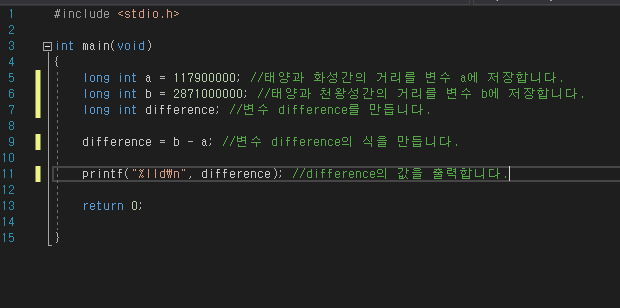 1 #include <stdio.h>
2
3 int main(void)
4 {
5 long int a = 117900000; //태양과 화성간의 거리를 변수 a에 저장합니다.
6 long int b = 2871000000; //태양과 천왕성간의 거리를 변수 b에 저장합니다.
7 long int difference; //변수 difference를 만듭니다.
8
9 difference = b - a; //변수 difference의 식을 만듭니다.
10
11 printf("%lld₩n", difference); //difference의 값을 출력합니다.
12
13 return 0;
14
15 }